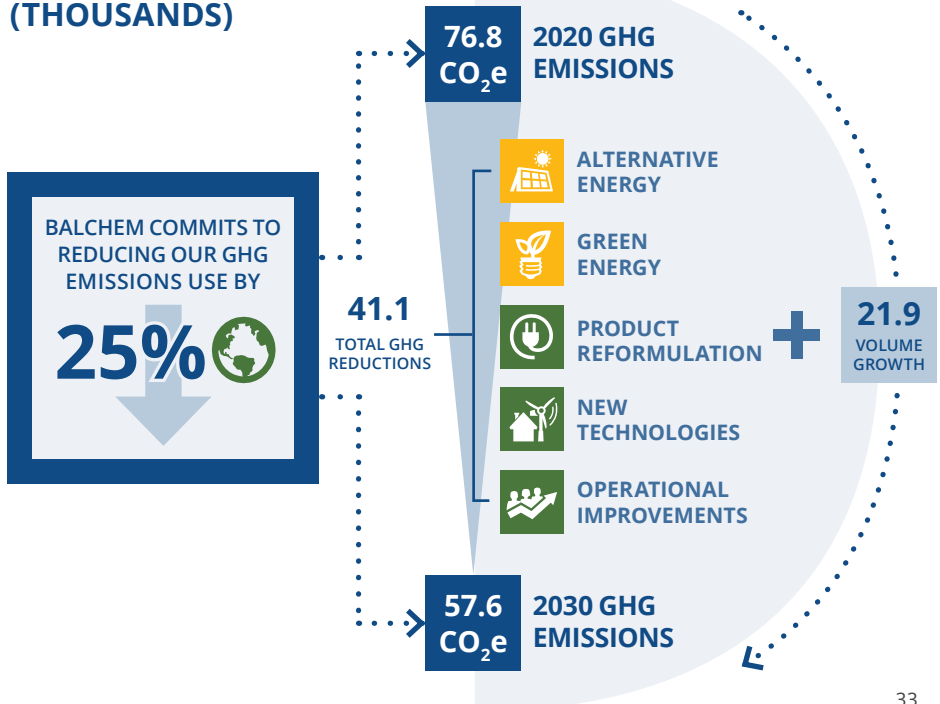 (THOUSANDS)
76.8
CO₂e
2020 GHG
EMISSIONS
BALCHEM COMMITS TO
REDUCING OUR GHG
EMISSIONS USE BY
25%
41.1
TOTAL GHG
REDUCTIONS
ALTERNATIVE
ENERGY
GREEN
ENERGY
PRODUCT
REFORMULATION
NEW
TECHNOLOGIES
OPERATIONAL
IMPROVEMENTS
+
21.9
VOLUME
GROWTH
57.6
CO₂e
2030 GHG
EMISSIONS
33